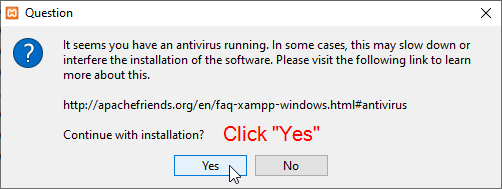 Question
It seems you have an antivirus running. In some cases, this may slow down or
interfere the installation of the software. Please visit the following link to learn
more about this.
http://apachefriends.org/en/faq-xampp-windows.html#antivirus
Continue with installation? Click "Yes"
Yes No